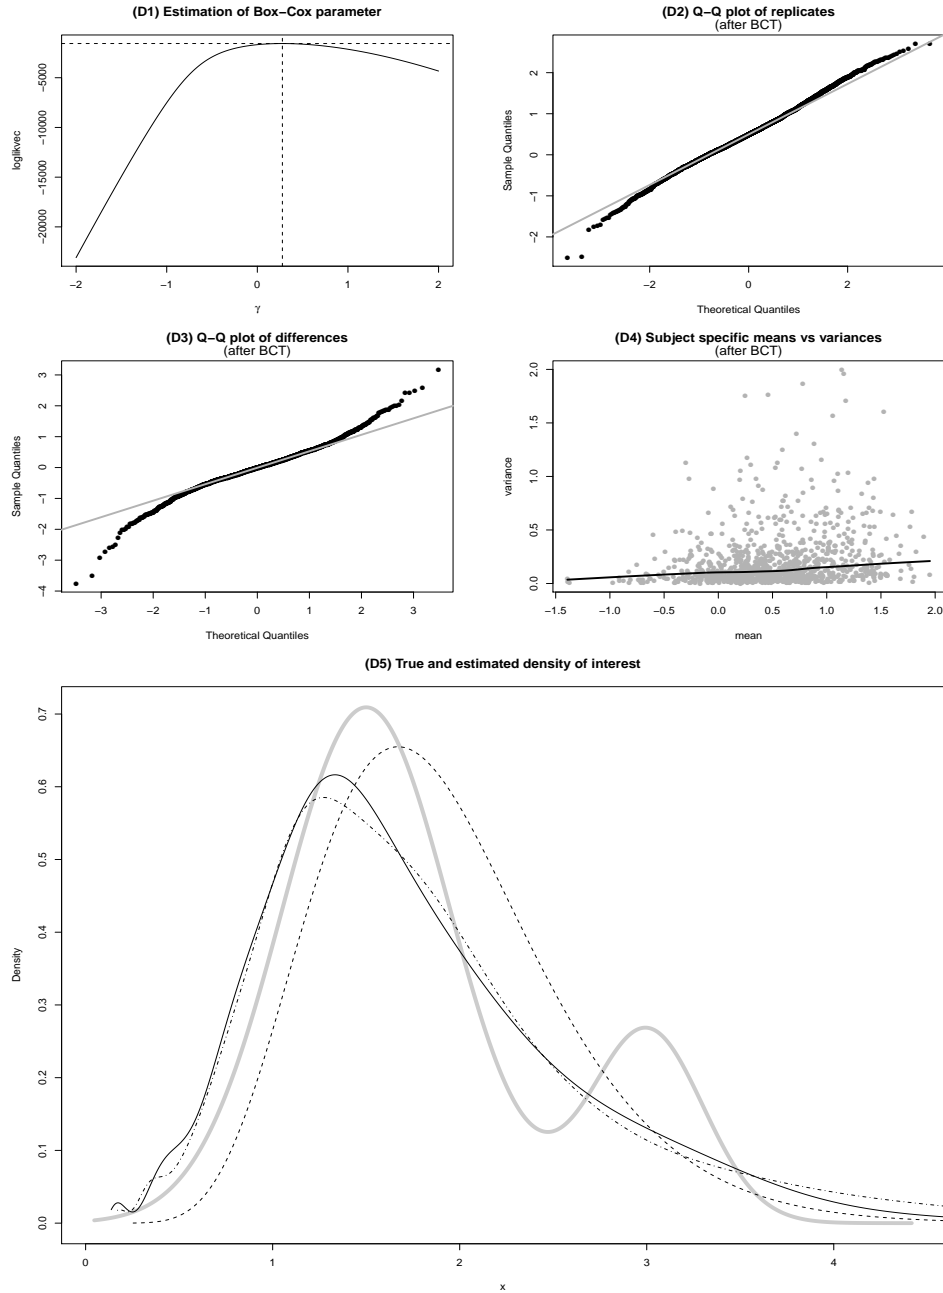 (D1) Estimation of Box−Cox parameter
loglikvec
−5000
−10000
−15000
−20000
−2 −1 0 1 2
γ
(D2) Q−Q plot of replicates
(after BCT)
Sample Quantiles
2
1
0
−1
−2
−2 0 2
Theoretical Quantiles
(D3) Q−Q plot of differences
(after BCT)
Sample Quantiles
3
2
1
0
−1
−2
−3
−4
−3 −2 −1 0 1 2 3
Theoretical Quantiles
(D4) Subject specific means vs variances
(after BCT)
variance
2.0
1.5
1.0
0.5
0.0
−1.5 −1.0 −0.5 0.0 0.5 1.0 1.5 2.0
mean
(D5) True and estimated density of interest
Density
0.7
0.6
0.5
0.4
0.3
0.2
0.1
0.0
0 1 2 3 4
x